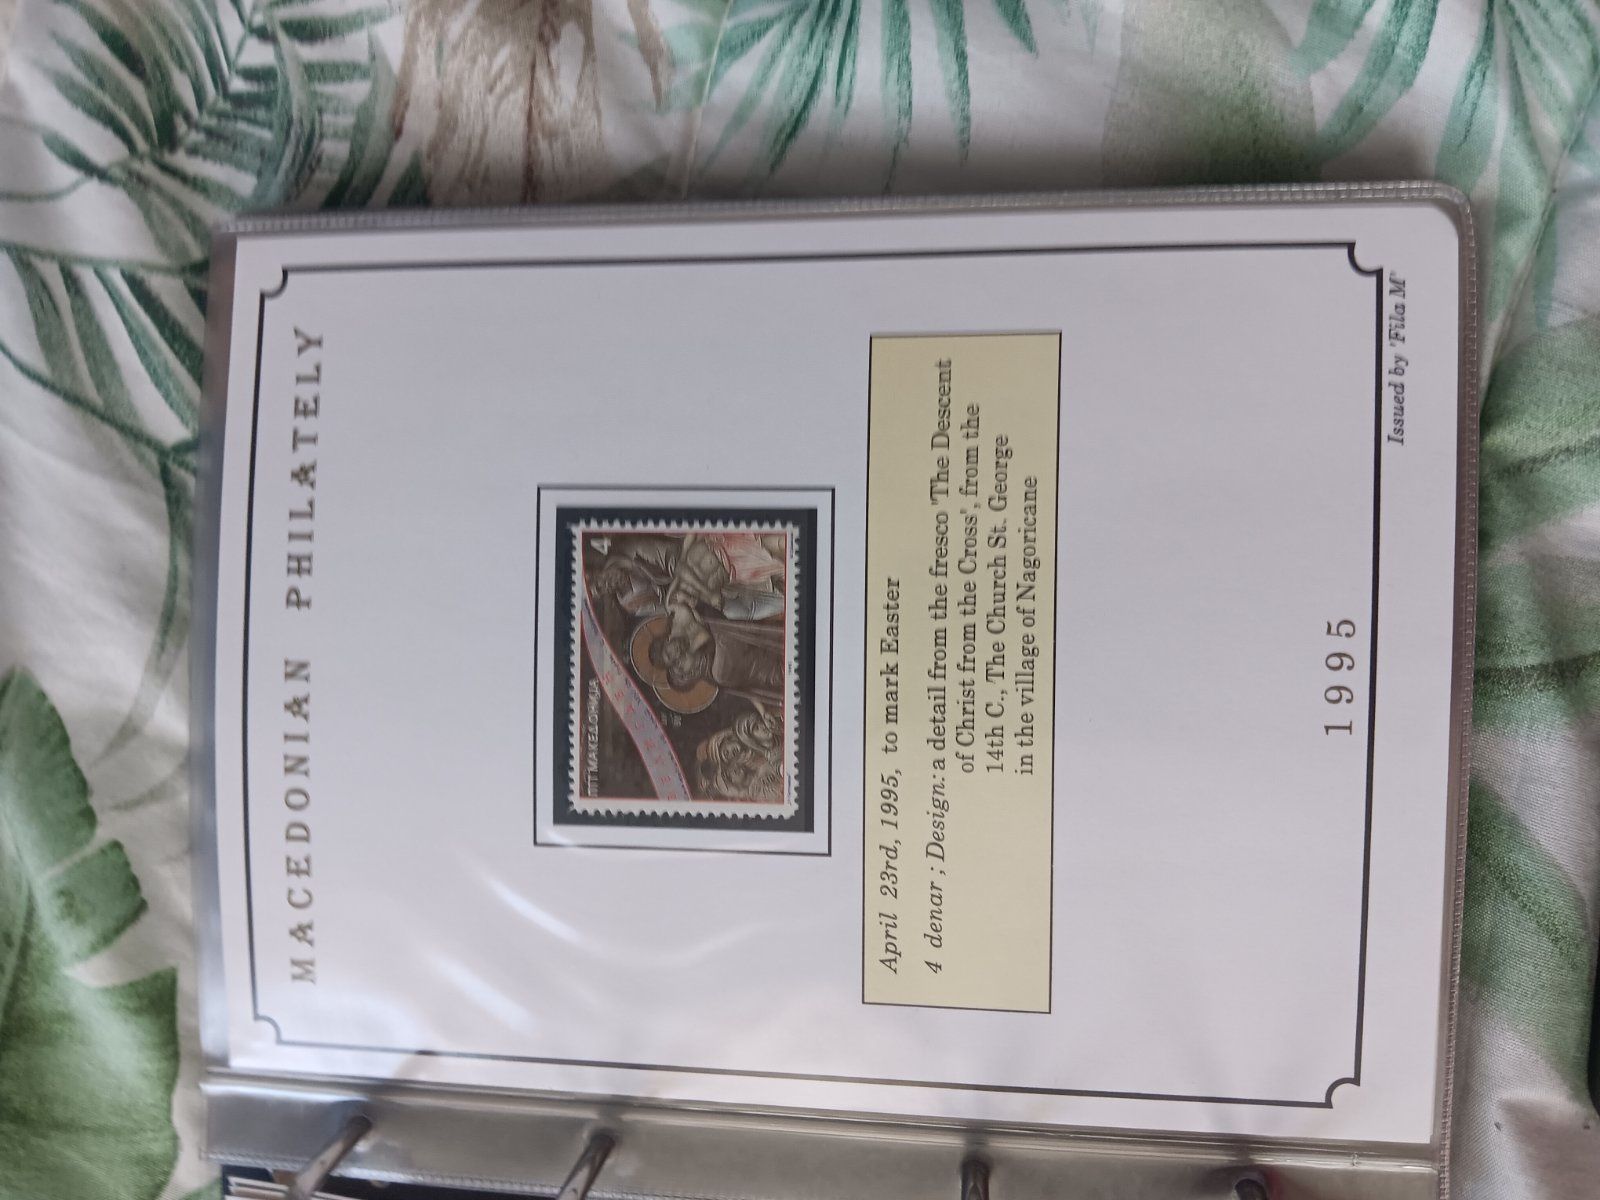 MACEDONIAN PHILATELY
ПТТ МАКЕДОНИЈА
4
April 23rd, 1995, to mark Easter
4 denar ; Design: a detail from the fresco 'The Descent
of Christ from the Cross', from the
14th C., The Church St. George
in the village of Nagoricane
1995
Issued by 'Fila M'